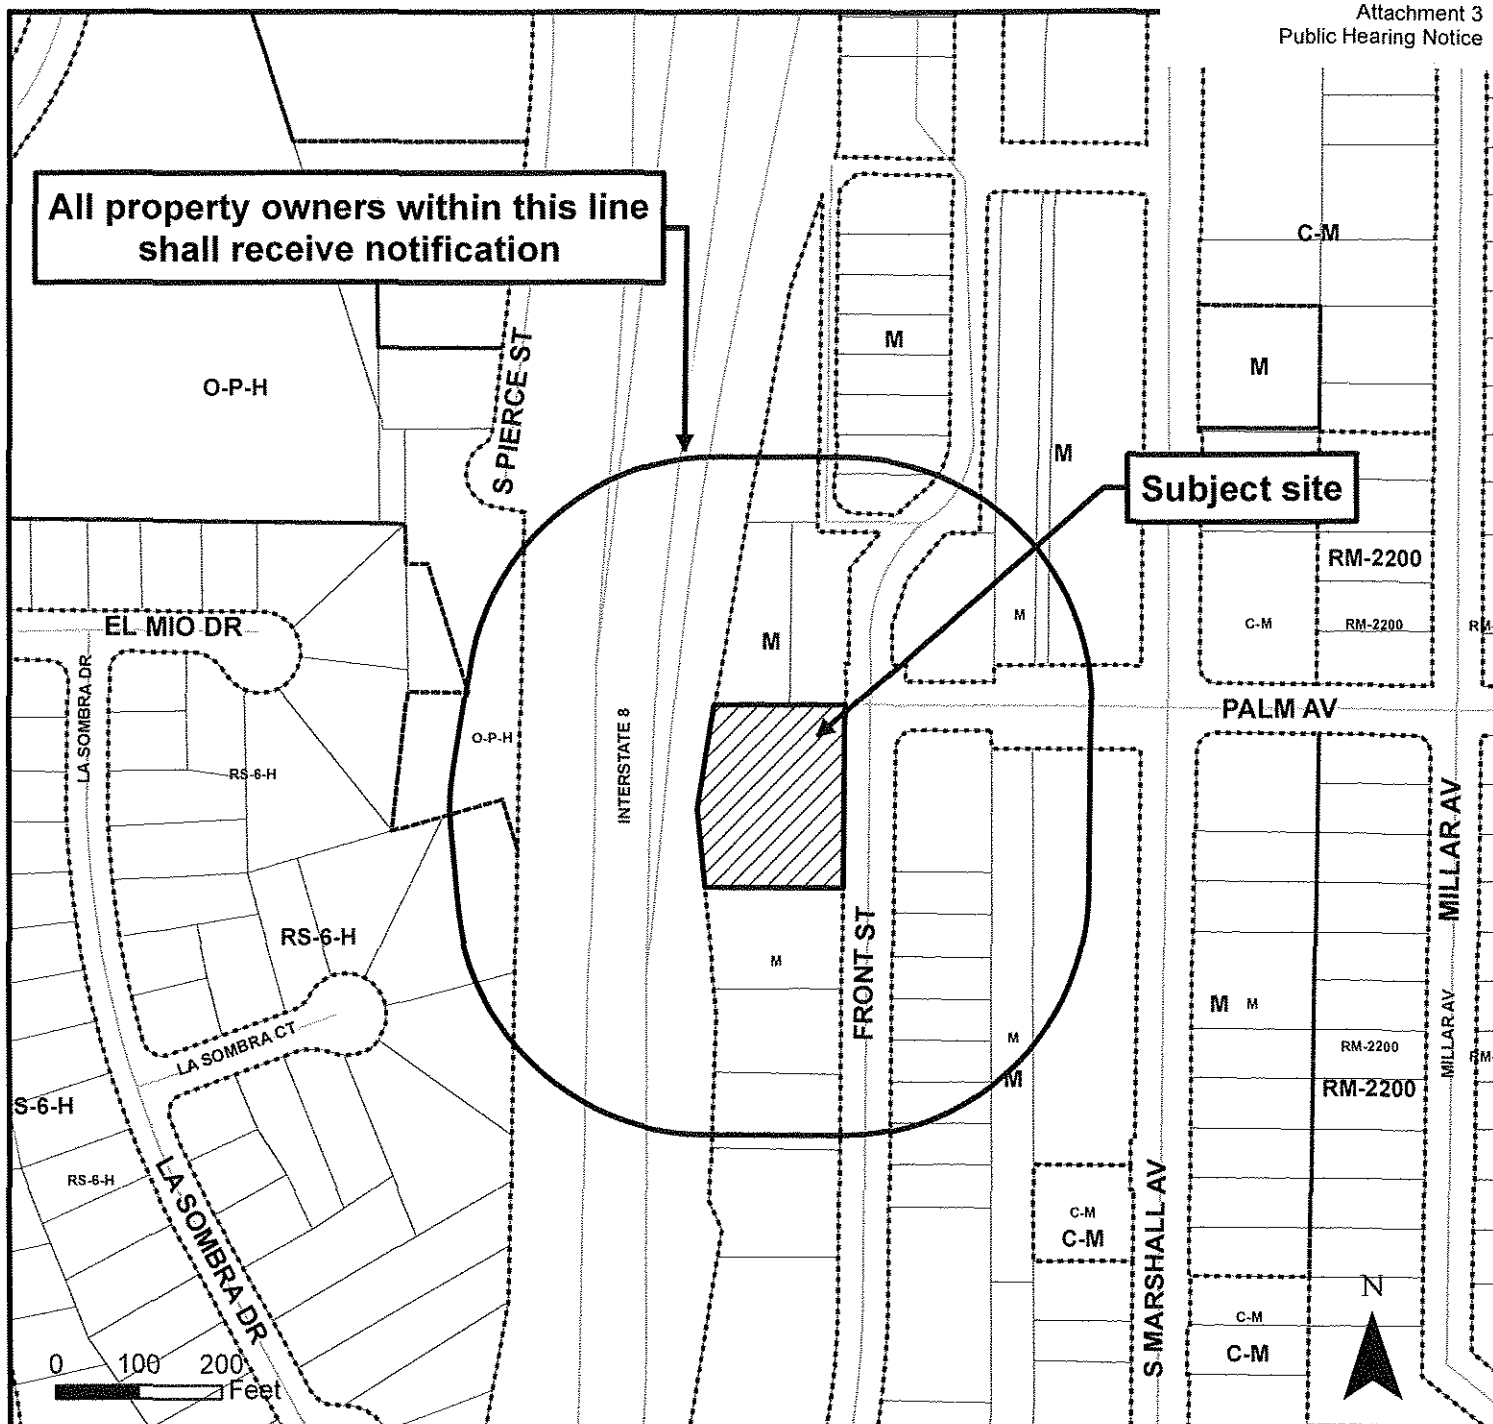 Attachment 3
Public Hearing Notice
All property owners within this line
shall receive notification
C-M
M
M
O-P-H
S PIERCE ST
M
Subject site
RM-2200
EL MIO DR
LA SOMBRA DR
M
M
C-M
RM-2200
RM-
PALM AV
O-P-H
INTERSTATE 8
RS-6-H
MILLAR AV
RS-6-H
FRONT ST
M
M
M
LA SOMBRA CT
M
M
RM-2200
MILLAR AV
RM-
RM-2200
S-6-H
RS-6-H
LA SOMBRA DR
C-M
C-M
S MARSHALL AV
N
C-M
C-M
0 100 200
Feet